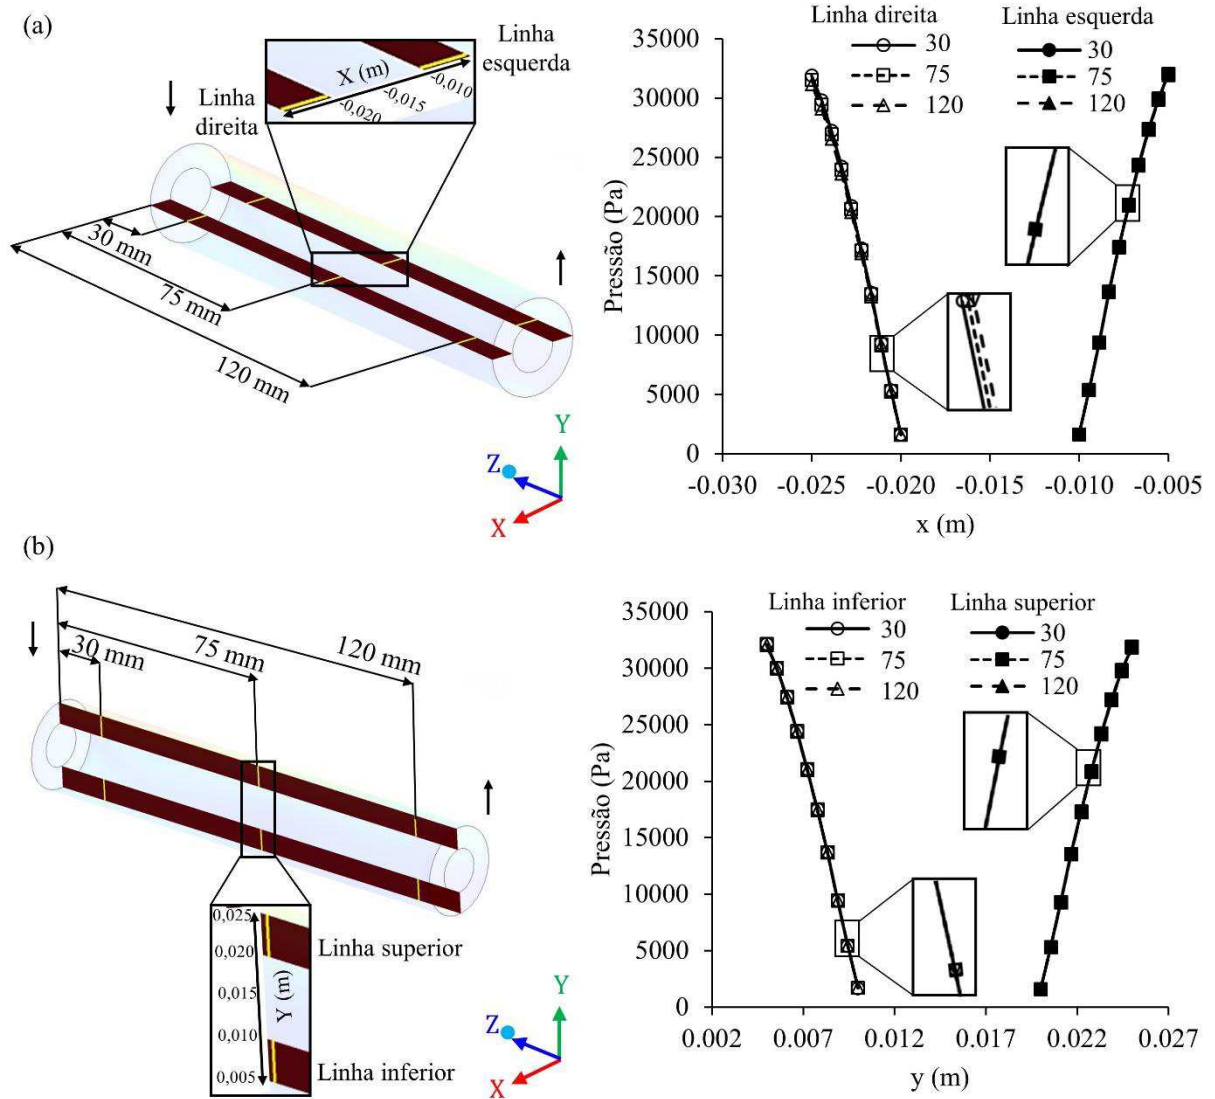 (a)
Linha
esquerda
X (m)
-0,020
-0,015
-0,010
Linha
direita
30 mm
75 mm
120 mm
Y
Z
X
Linha direita
30
75
120
Linha esquerda
30
75
120
Pressão (Pa)
35000
30000
25000
20000
15000
10000
5000
0
-0.030 -0.025 -0.020 -0.015 -0.010 -0.005
x (m)
(b)
30 mm
75 mm
120 mm
0,025
0,020
0,015
0,010
0,005
Y (m)
Linha superior
Linha inferior
Y
Z
X
Linha inferior
30
75
120
Linha superior
30
75
120
Pressão (Pa)
35000
30000
25000
20000
15000
10000
5000
0
0.002 0.007 0.012 0.017 0.022 0.027
y (m)